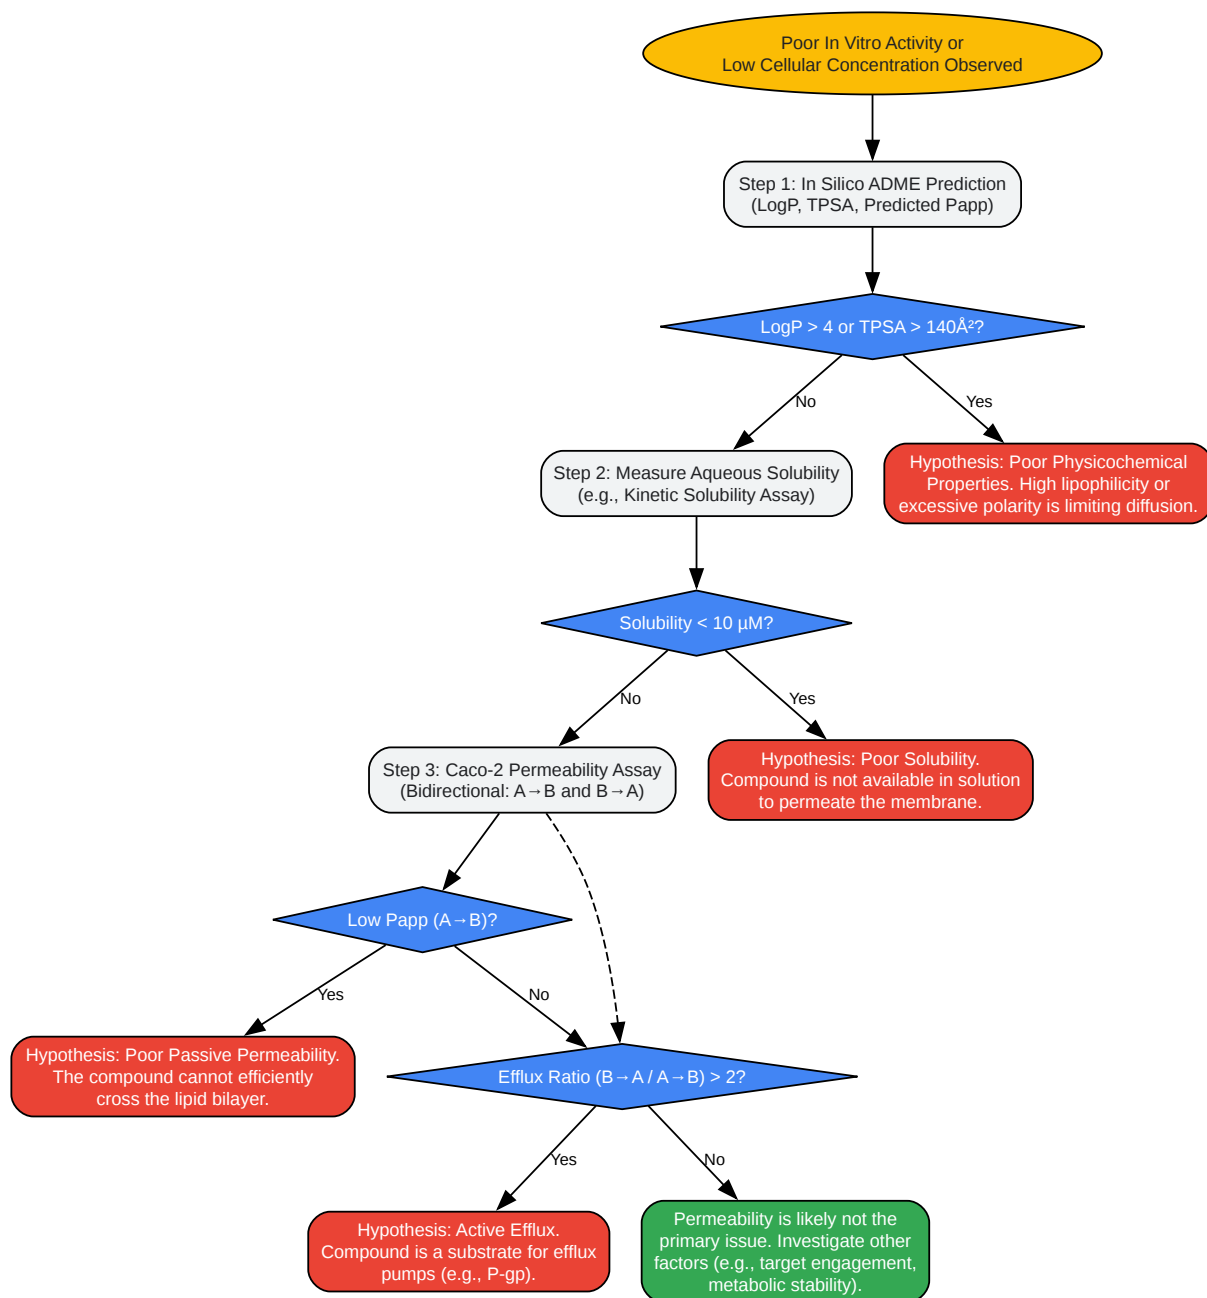 Poor In Vitro Activity or
Low Cellular Concentration Observed
Step 1: In Silico ADME Prediction
(LogP, TPSA, Predicted Papp)
LogP > 4 or TPSA > 140Å²?
No
Yes
Step 2: Measure Aqueous Solubility
(e.g., Kinetic Solubility Assay)
Hypothesis: Poor Physicochemical
Properties. High lipophilicity or
excessive polarity is limiting diffusion.
Solubility < 10 µM?
No
Yes
Step 3: Caco-2 Permeability Assay
(Bidirectional: A→B and B→A)
Hypothesis: Poor Solubility.
Compound is not available in solution
to permeate the membrane.
Low Papp (A→B)?
Yes
No
Hypothesis: Poor Passive Permeability.
The compound cannot efficiently
cross the lipid bilayer.
Efflux Ratio (B→A / A→B) > 2?
Yes
No
Hypothesis: Active Efflux.
Compound is a substrate for efflux
pumps (e.g., P-gp).
Permeability is likely not the
primary issue. Investigate other
factors (e.g., target engagement,
metabolic stability).